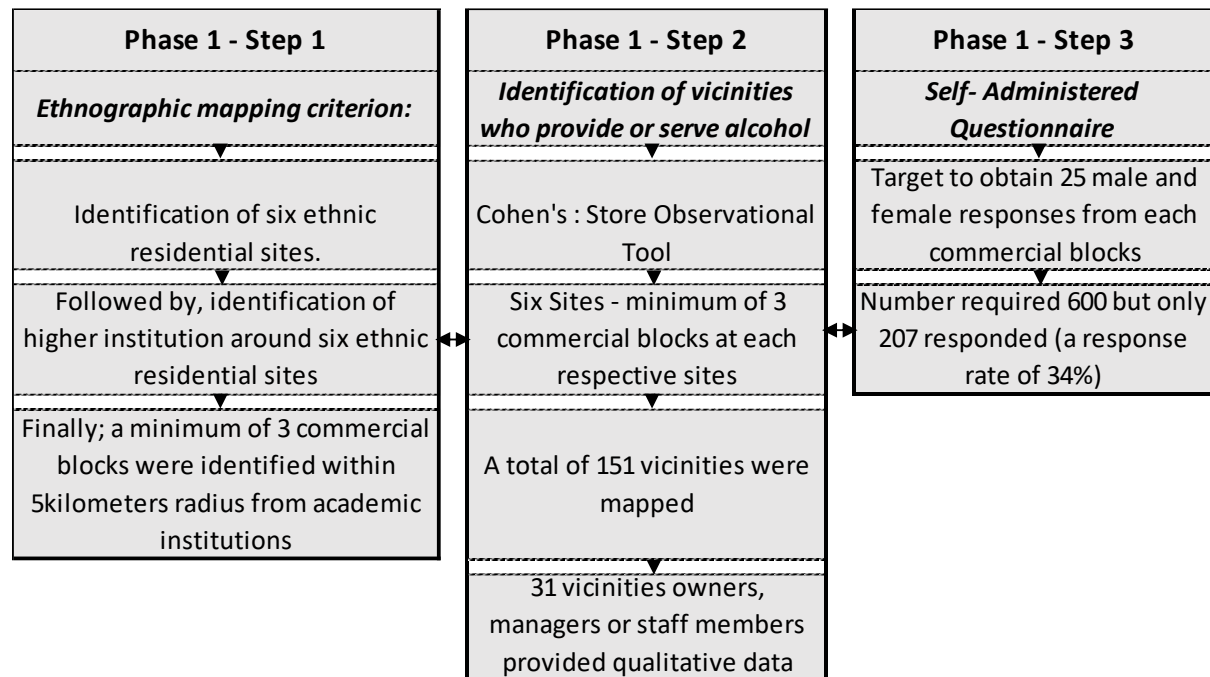 Phase 1 - Step 1
Ethnographic mapping criterion:
Identification of six ethnic
residential sites.
Followed by, identification of
higher institution around six ethnic
residential sites
Finally; a minimum of 3 commercial
blocks were identified within
5kilometers radius from academic
institutions
Phase 1 - Step 2
Identification of vicinities
who provide or serve alcohol
Cohen's : Store Observational
Tool
Six Sites - minimum of 3
commercial blocks at each
respective sites
A total of 151 vicinities were
mapped
31 vicinities owners,
managers or staff members
provided qualitative data
Phase 1 - Step 3
Self- Administered
Questionnaire
Target to obtain 25 male and
female responses from each
commercial blocks
Number required 600 but only
207 responded (a response
rate of 34%)